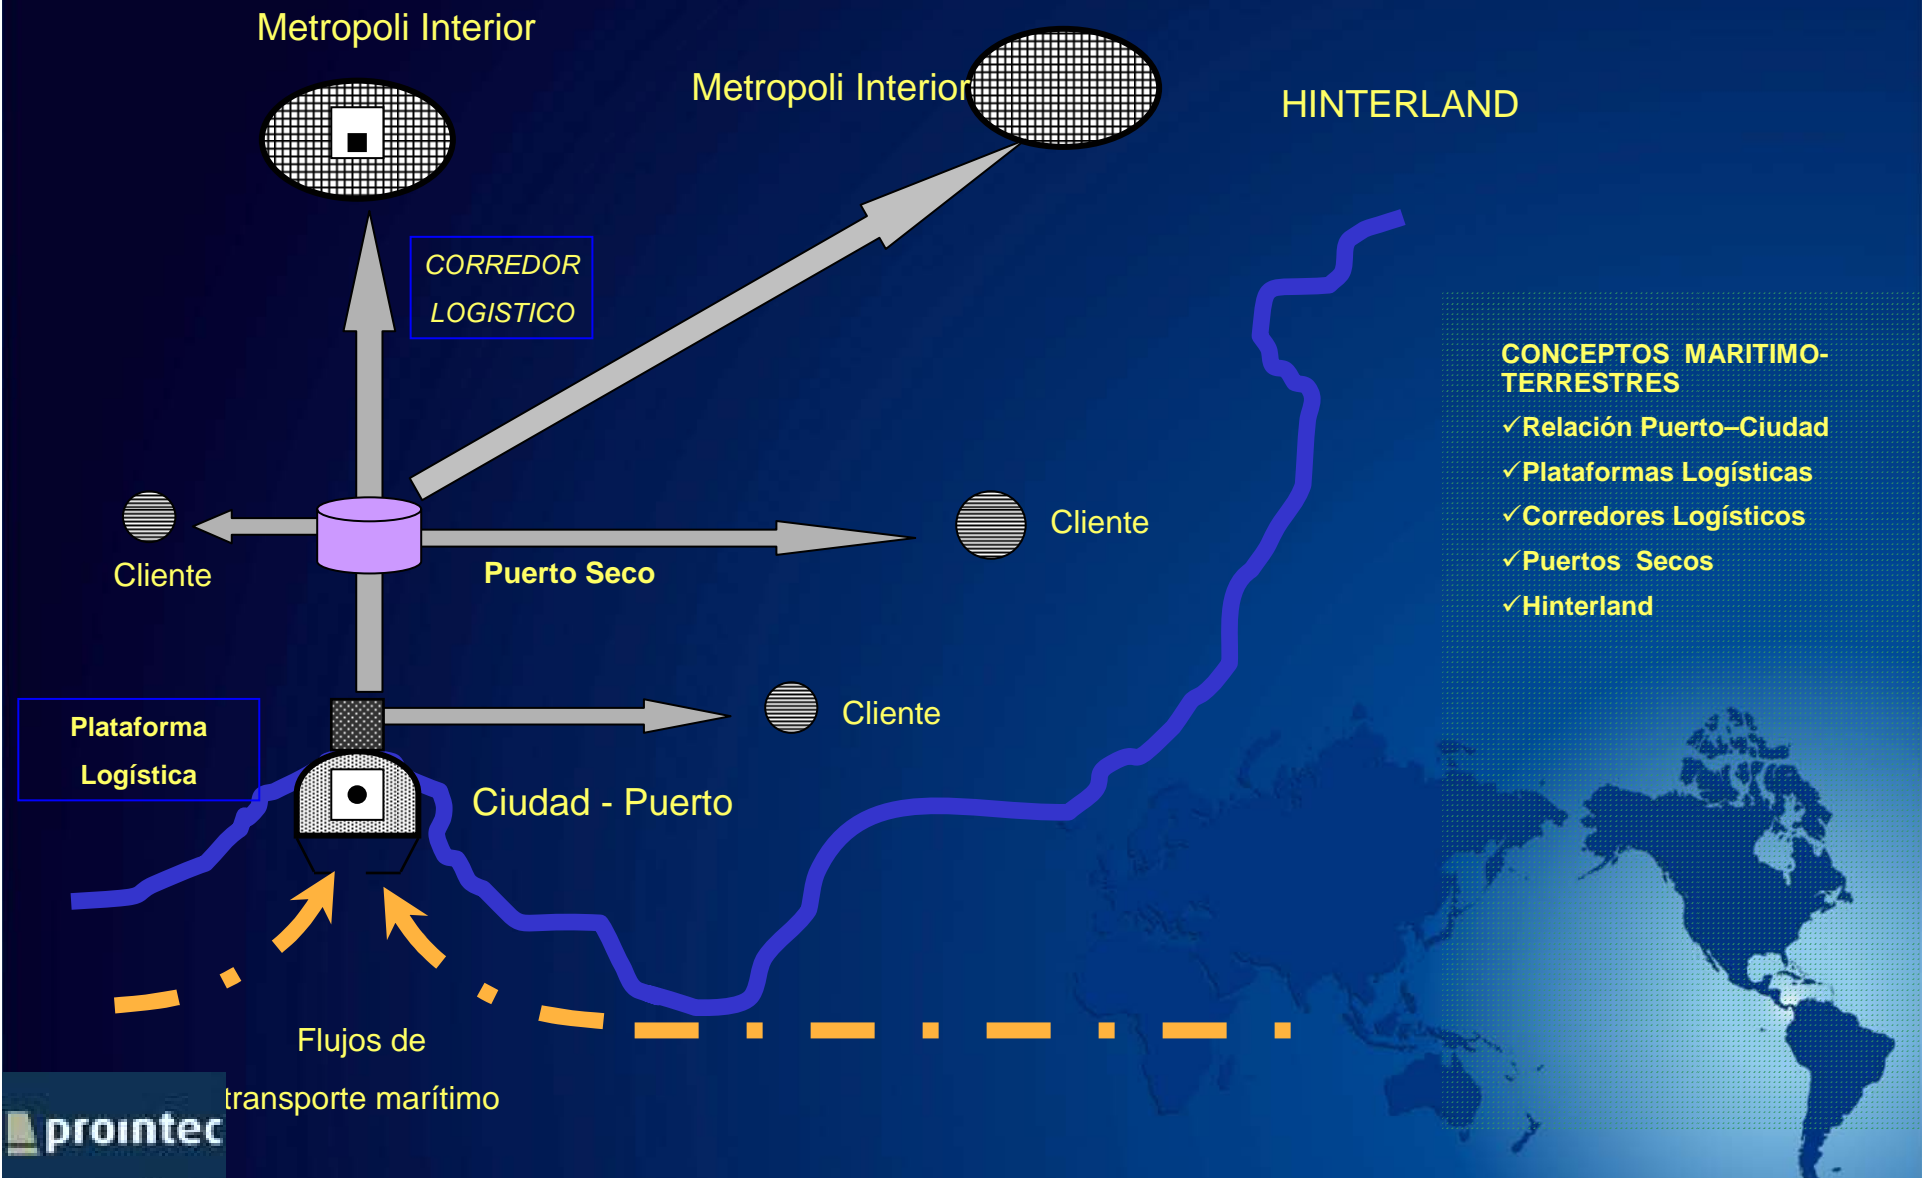 Metropoli Interior
Metropoli Interior
HINTERLAND
CORREDOR
LOGISTICO
CONCEPTOS MARITIMO-
TERRESTRES
✓Relación Puerto–Ciudad
✓Plataformas Logísticas
✓Corredores Logísticos
✓Puertos Secos
✓Hinterland
Cliente
Cliente
Puerto Seco
Plataforma
Logística
Cliente
Ciudad - Puerto
Flujos de
transporte marítimo
prointec